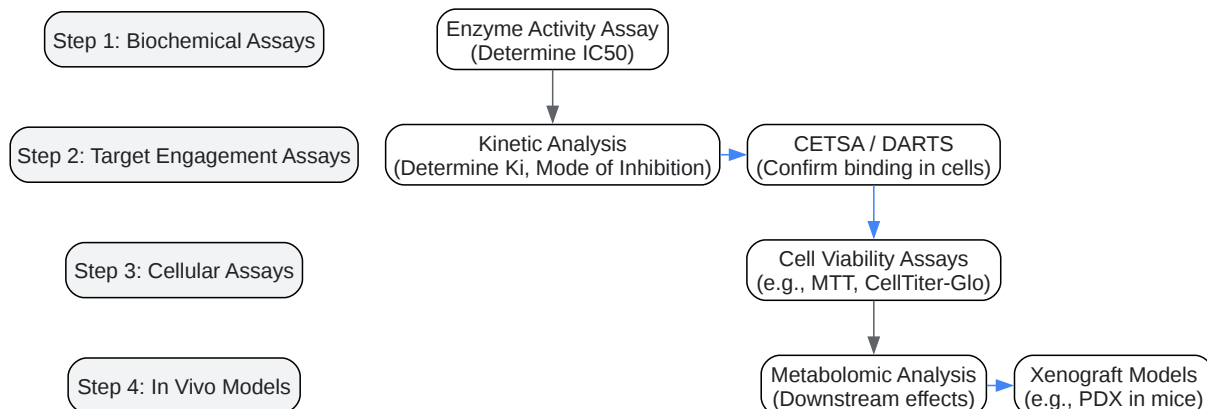 Step 1: Biochemical Assays
Enzyme Activity Assay
(Determine IC50)
Step 2: Target Engagement Assays
Kinetic Analysis
(Determine Ki, Mode of Inhibition)
CETSA / DARTS
(Confirm binding in cells)
Step 3: Cellular Assays
Cell Viability Assays
(e.g., MTT, CellTiter-Glo)
Step 4: In Vivo Models
Metabolomic Analysis
(Downstream effects)
Xenograft Models
(e.g., PDX in mice)